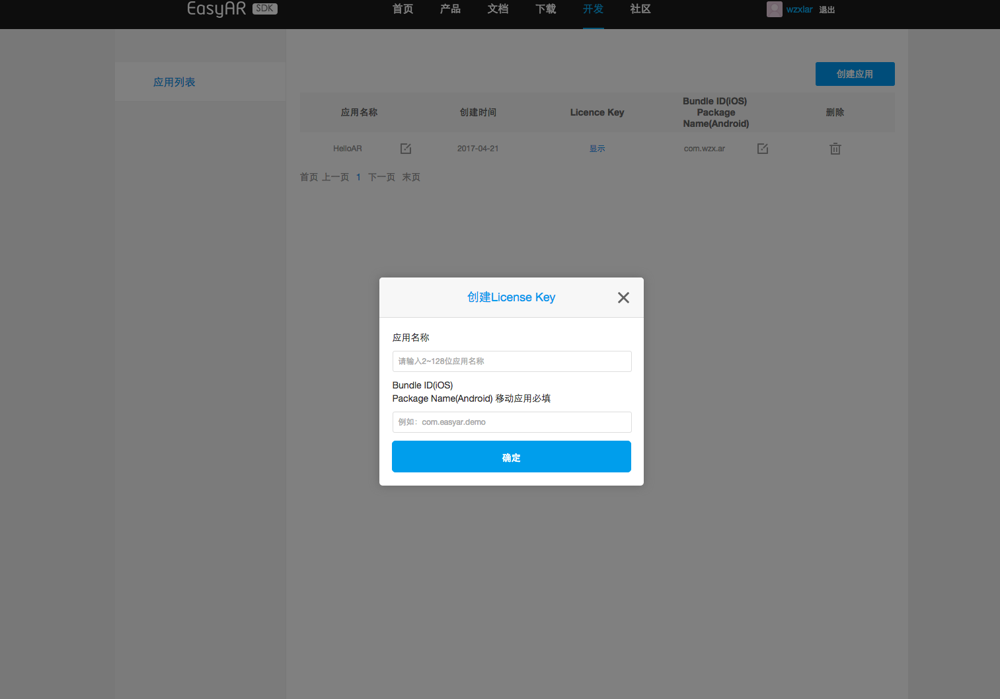 EasyAR SDK
首页 产品 文档 下载 开发 社区
wzxlar 退出
应用列表
创建应用
应用名称 创建时间 Licence Key Bundle ID(iOS)
Package
Name(Android) 删除
HelloAR 2017-04-21 显示 com.wzx.ar
首页 上一页 1 下一页 末页
创建License Key
应用名称
请输入2~128位应用名称
Bundle ID(iOS)
Package Name(Android) 移动应用必填
例如：com.easyar.demo
确定